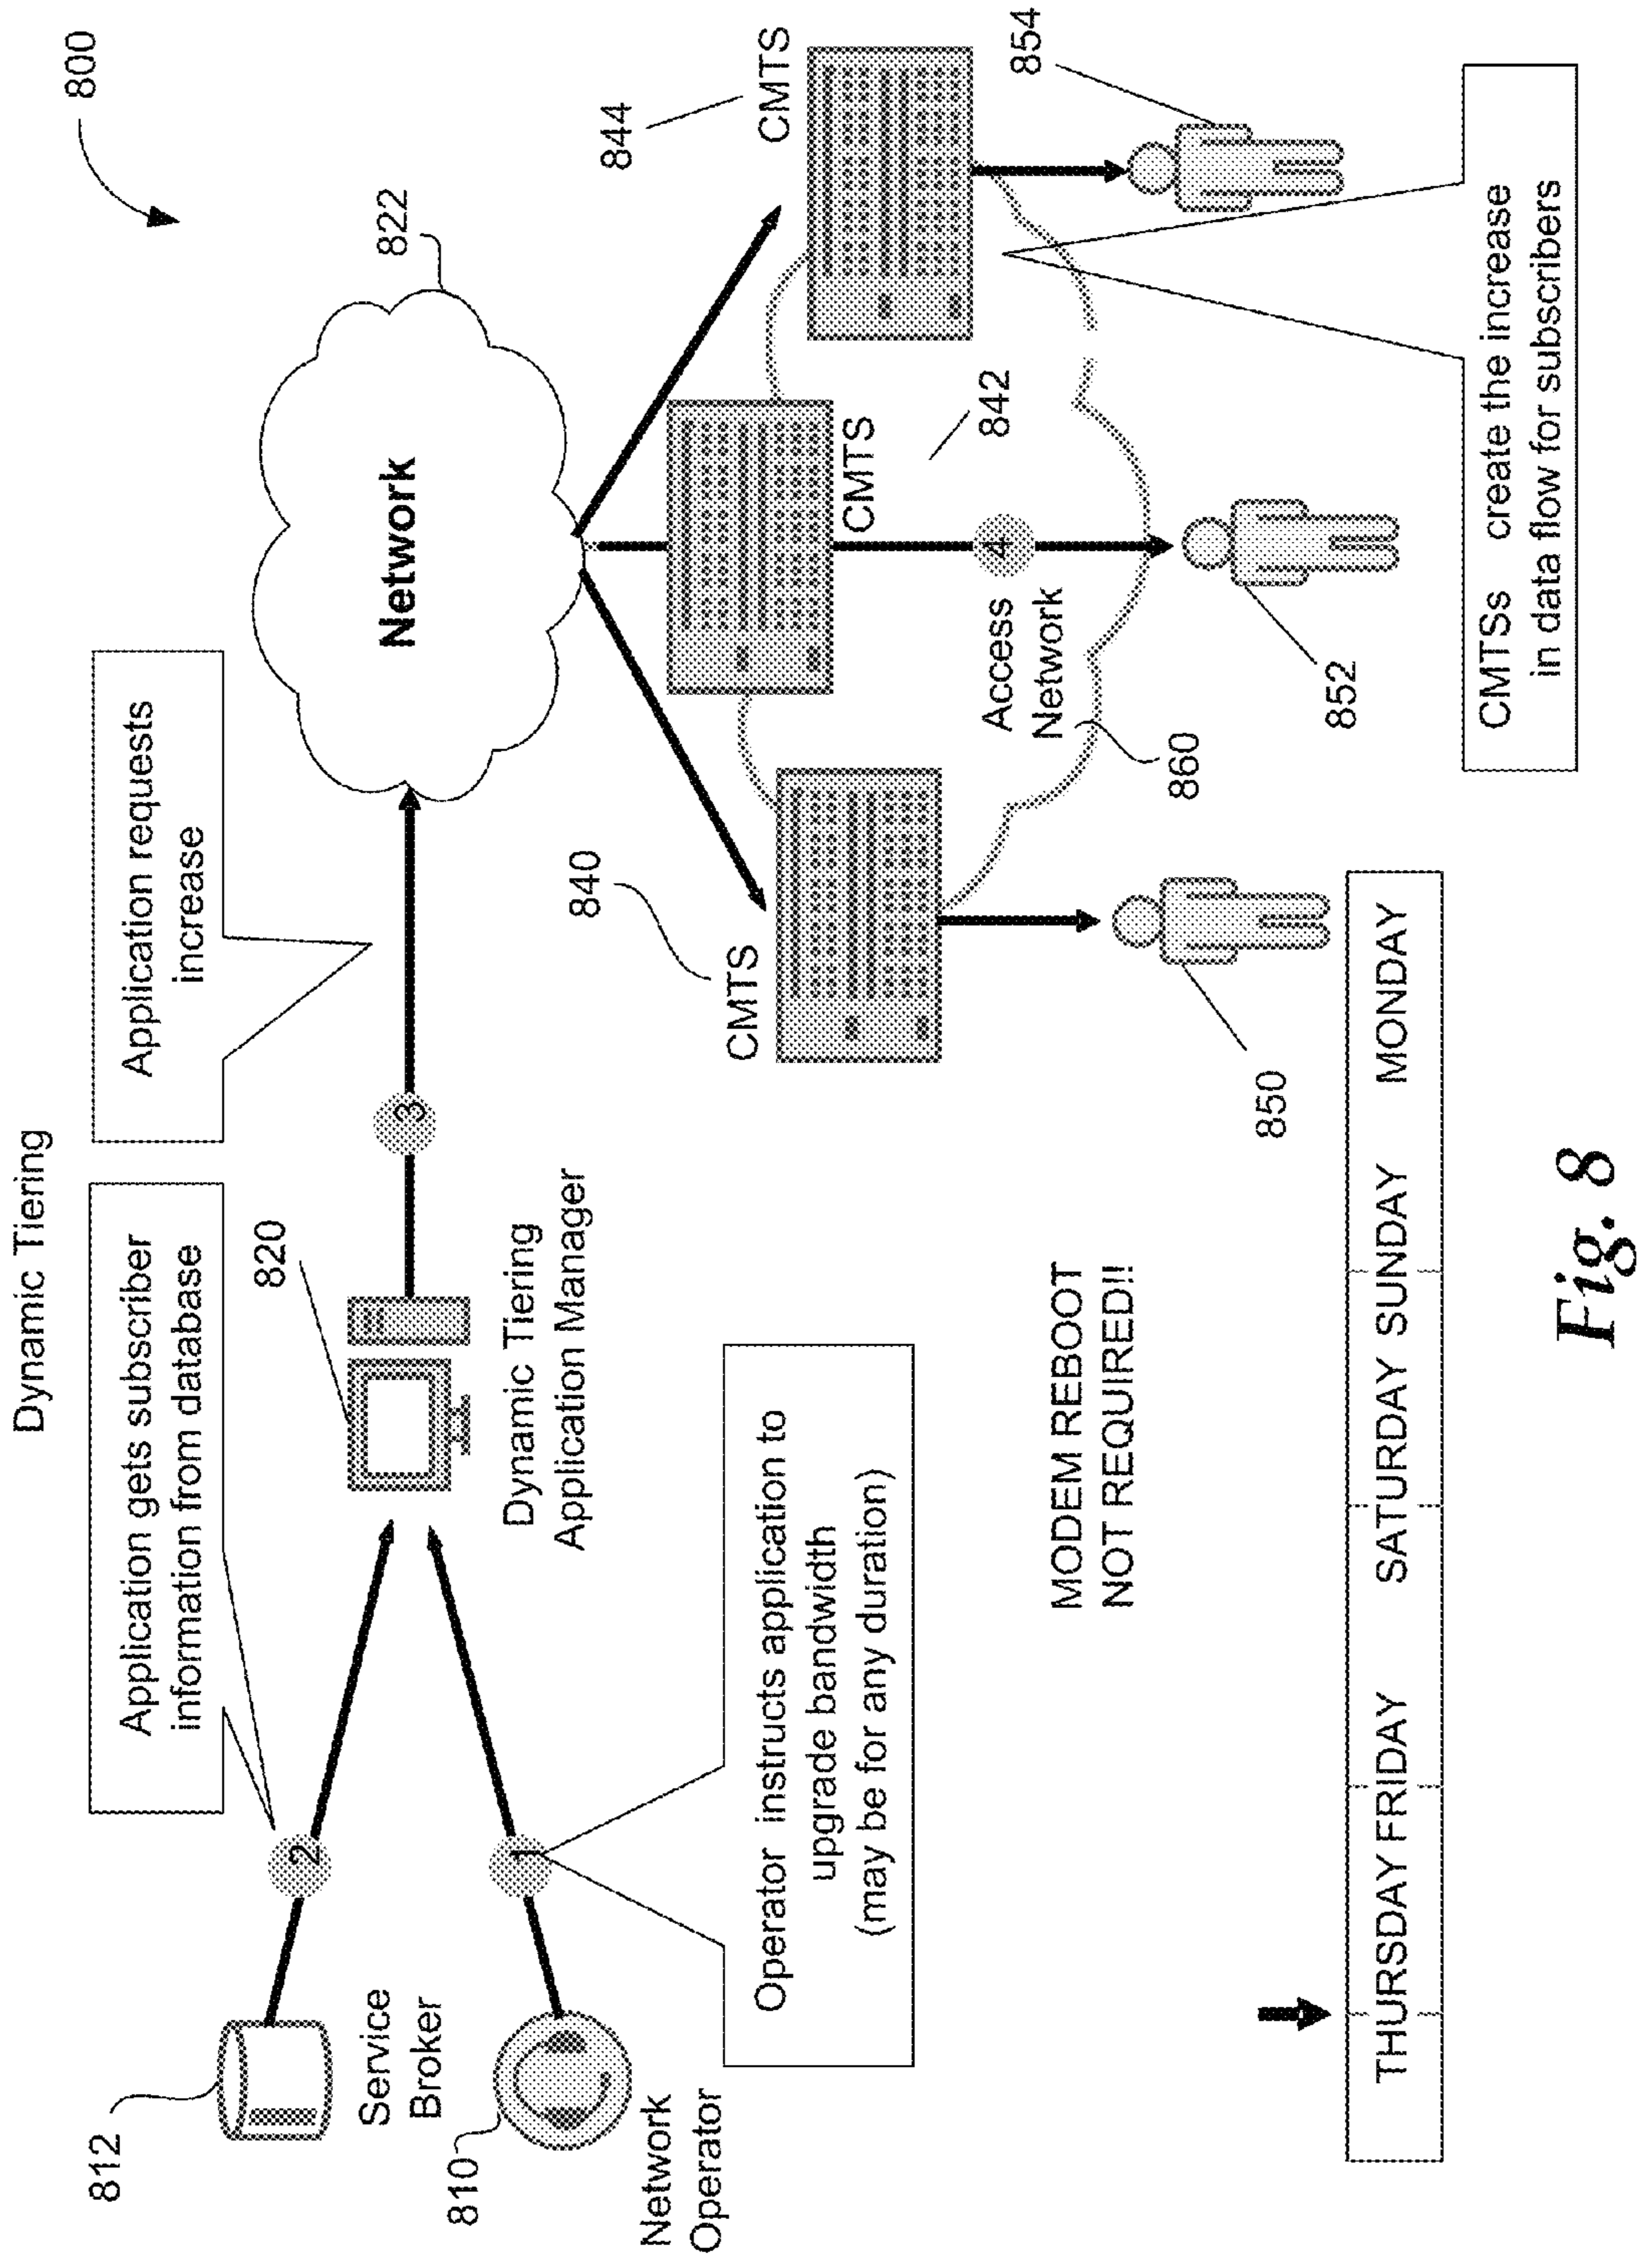 Dynamic Tiering
800
812
Application gets subscriber
information from database
Application requests
increase
820
822
2
3
Network
Service
Broker
810
1
Network
Operator
Dynamic Tiering
Application Manager
Operator instructs application to
upgrade bandwidth
(may be for any duration)
840
CMTS
CMTS
844
CMTS
842
4
Access
Network
860
850
852
854
MODEM REBOOT
NOT REQUIRED!!
THURSDAY FRIDAY SATURDAY SUNDAY MONDAY
CMTSs create the increase
in data flow for subscribers
Fig. 8